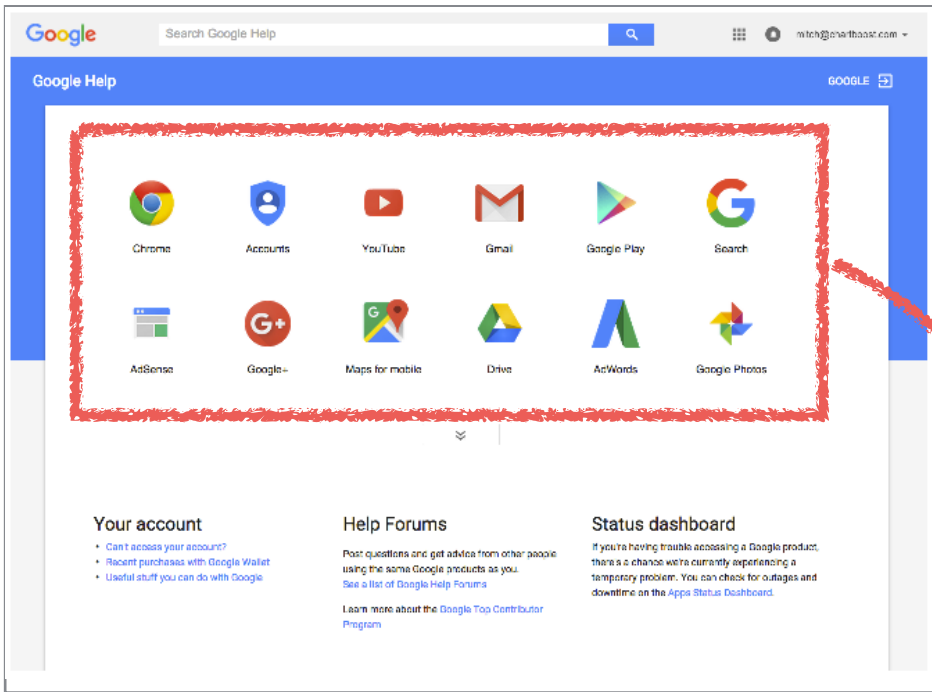 Google
Search Google Help
mitch@chartboost.com
Google Help
GOOGLE
Chrome
Accounts
YouTube
Gmail
Google Play
Search
G+
G
AdSense
Google+
Maps for mobile
Drive
AdWords
Google Photos
Your account
Can't access your account?
Recent purchases with Google Wallet
Useful stuff you can do with Google
Help Forums
Post questions and get advice from other people
using the same Google products as you.
See a list of Google Help Forums
Learn more about the Google Top Contributor
Program
Status dashboard
If you're having trouble accessing a Google product,
there's a chance we're currently experiencing a
temporary problem. You can check for outages and
downtime on the Apps Status Dashboard.